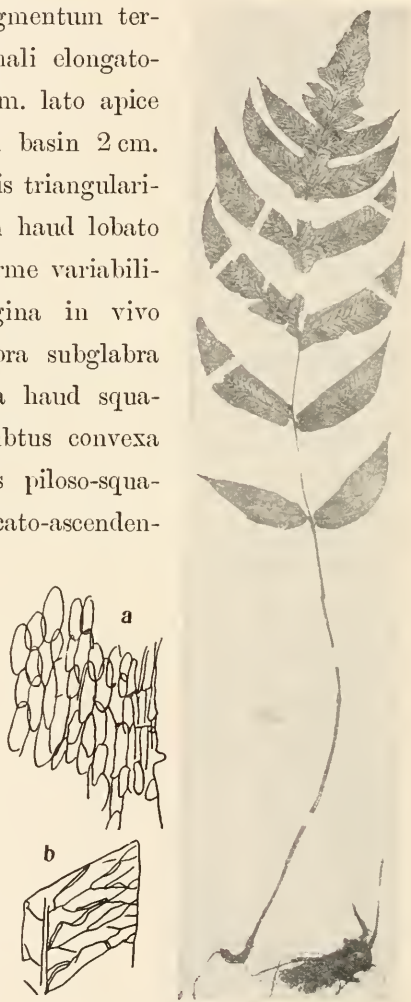 gmentum ter-
nali elongato-
m. lato apice
basin 2 cm.
is triangulari-
haud lobato
rme variabili-
gina in vivo
ora subglabra
a haud squa-
btus convexa
s piloso-squa-
cato-ascenden-
a
b